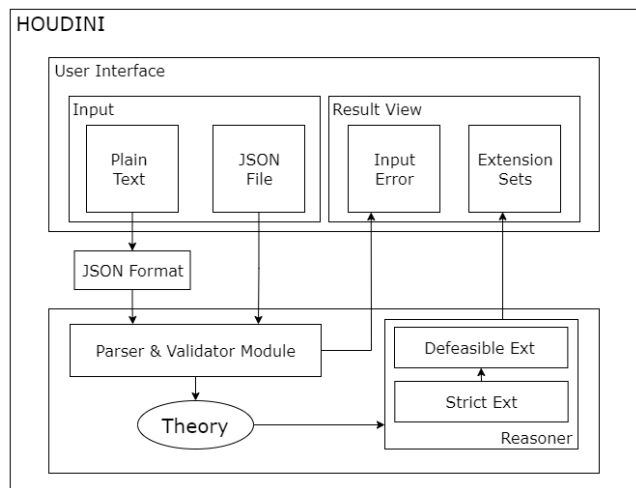 HOUDINI
User Interface
Input
Plain
Text
JSON
File
Result View
Input
Error
Extension
Sets
JSON Format
Parser & Validator Module
Theory
Defeasible Ext
Strict Ext
Reasoner